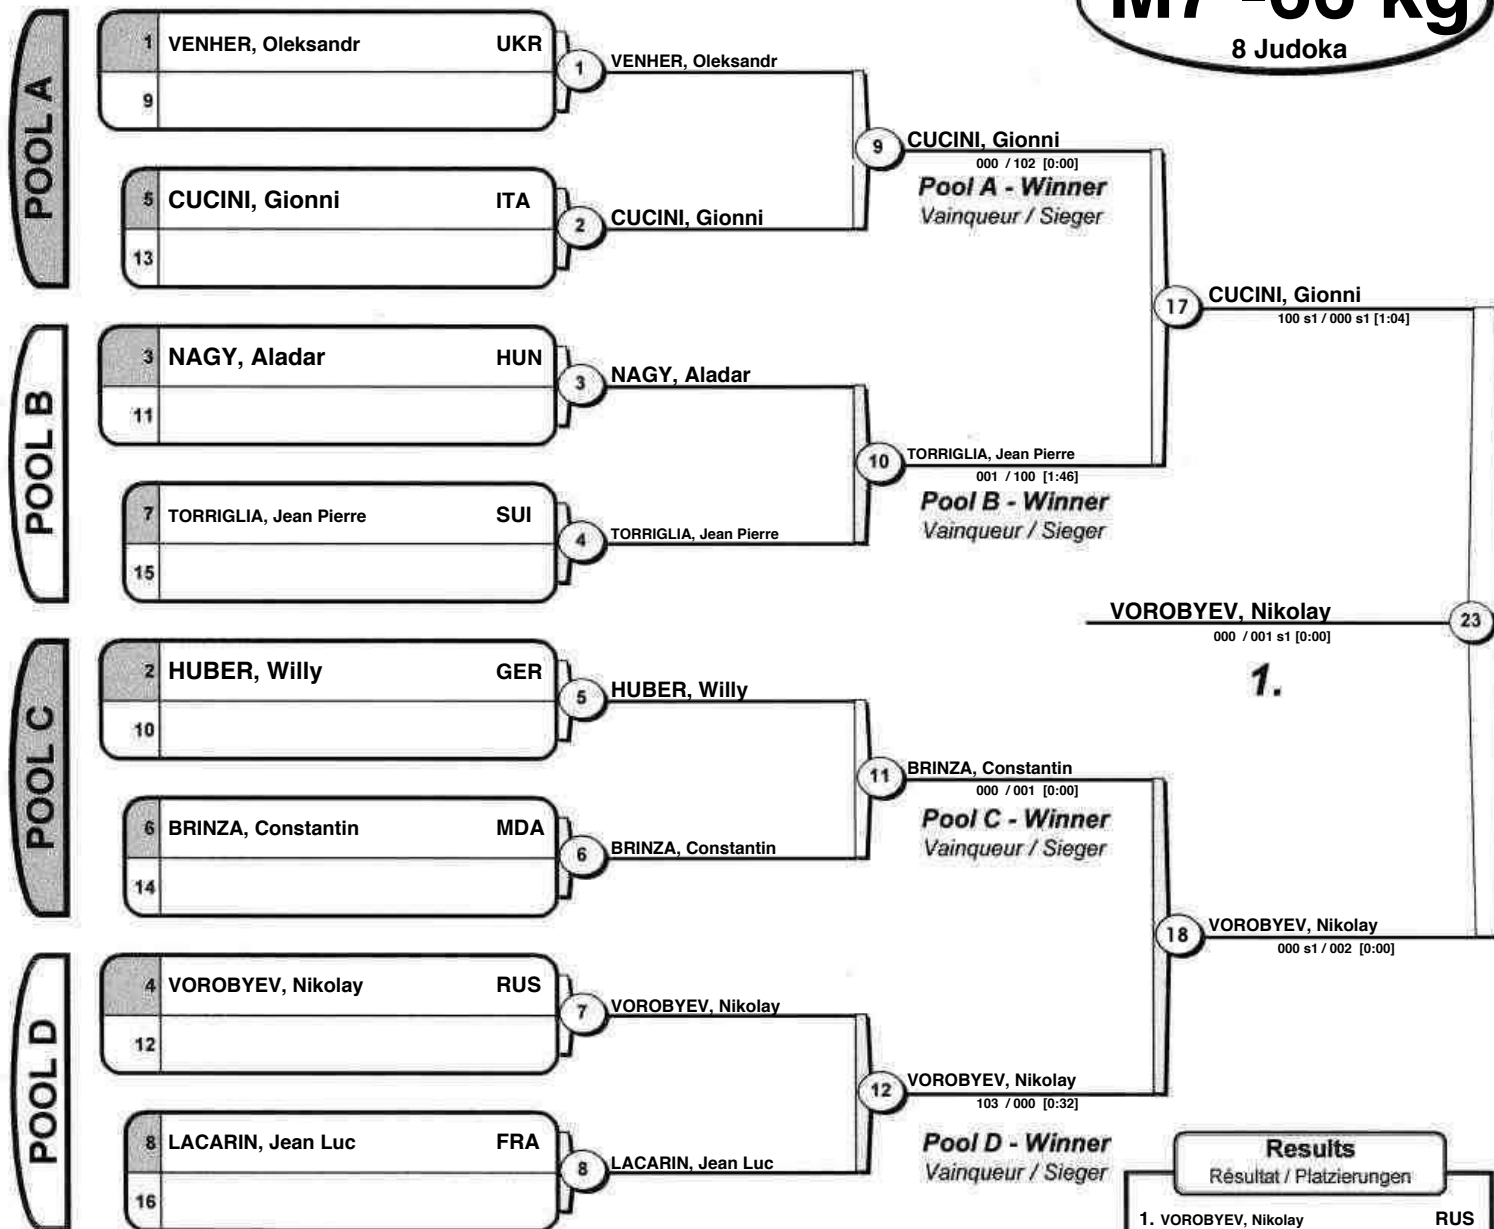 M7 -66 kg
8 Judoka
POOL A
1 VENHER, Oleksandr UKR
9
5 CUCINI, Gionni ITA
13
1 VENHER, Oleksandr
2 CUCINI, Gionni
9 CUCINI, Gionni
000 / 102 [0:00]
Pool A - Winner
Vainqueur / Sieger
POOL B
3 NAGY, Aladar HUN
11
7 TORRIGLIA, Jean Pierre SUI
15
3 NAGY, Aladar
4 TORRIGLIA, Jean Pierre
10 TORRIGLIA, Jean Pierre
001 / 100 [1:46]
Pool B - Winner
Vainqueur / Sieger
17 CUCINI, Gionni
100 s1 / 000 s1 [1:04]
VOROBYEV, Nikolay 23
000 / 001 s1 [0:00]
1.
POOL C
2 HUBER, Willy GER
10
6 BRINZA, Constantin MDA
14
5 HUBER, Willy
6 BRINZA, Constantin
11 BRINZA, Constantin
000 / 001 [0:00]
Pool C - Winner
Vainqueur / Sieger
18 VOROBYEV, Nikolay
000 s1 / 002 [0:00]
POOL D
4 VOROBYEV, Nikolay RUS
12
8 LACARIN, Jean Luc FRA
16
7 VOROBYEV, Nikolay
8 LACARIN, Jean Luc
12 VOROBYEV, Nikolay
103 / 000 [0:32]
Pool D - Winner
Vainqueur / Sieger
Results
Résultat / Platzierungen
1. VOROBYEV, Nikolay RUS